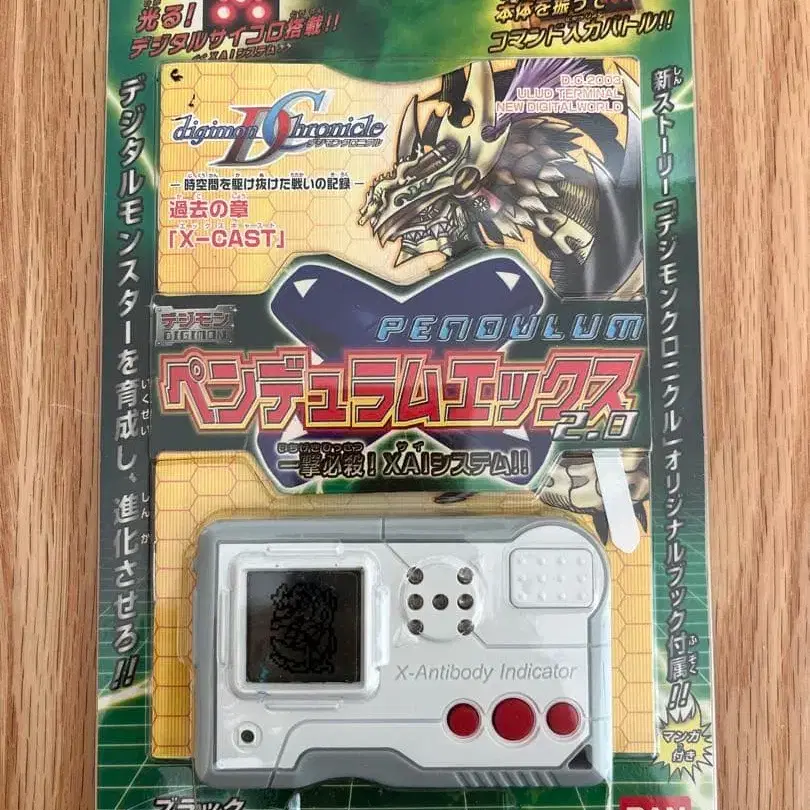 光る!
デジタルサイコロ搭載!!
《XAIシステム》
本体を振って
コマンド入力バトル!!
D.C.2003
ULUD TERMINAL
NEW DIGITALWORLD
digimon Chronicle
デジモンクロニクル
－時空間を駆け抜けた戦いの記録－
過去の章
「X-CAST」
デジモン
DIGIMON
PENDULUM
ペンデュラムエックス
2.0
一撃必殺! XAIシステム!!
デジタルモンスターを育成し、進化させろ!!
新ストーリー「デジモンクロニクル」オリジナルブック付属!!
マンガ付き
X-Antibody Indicator
ブラック